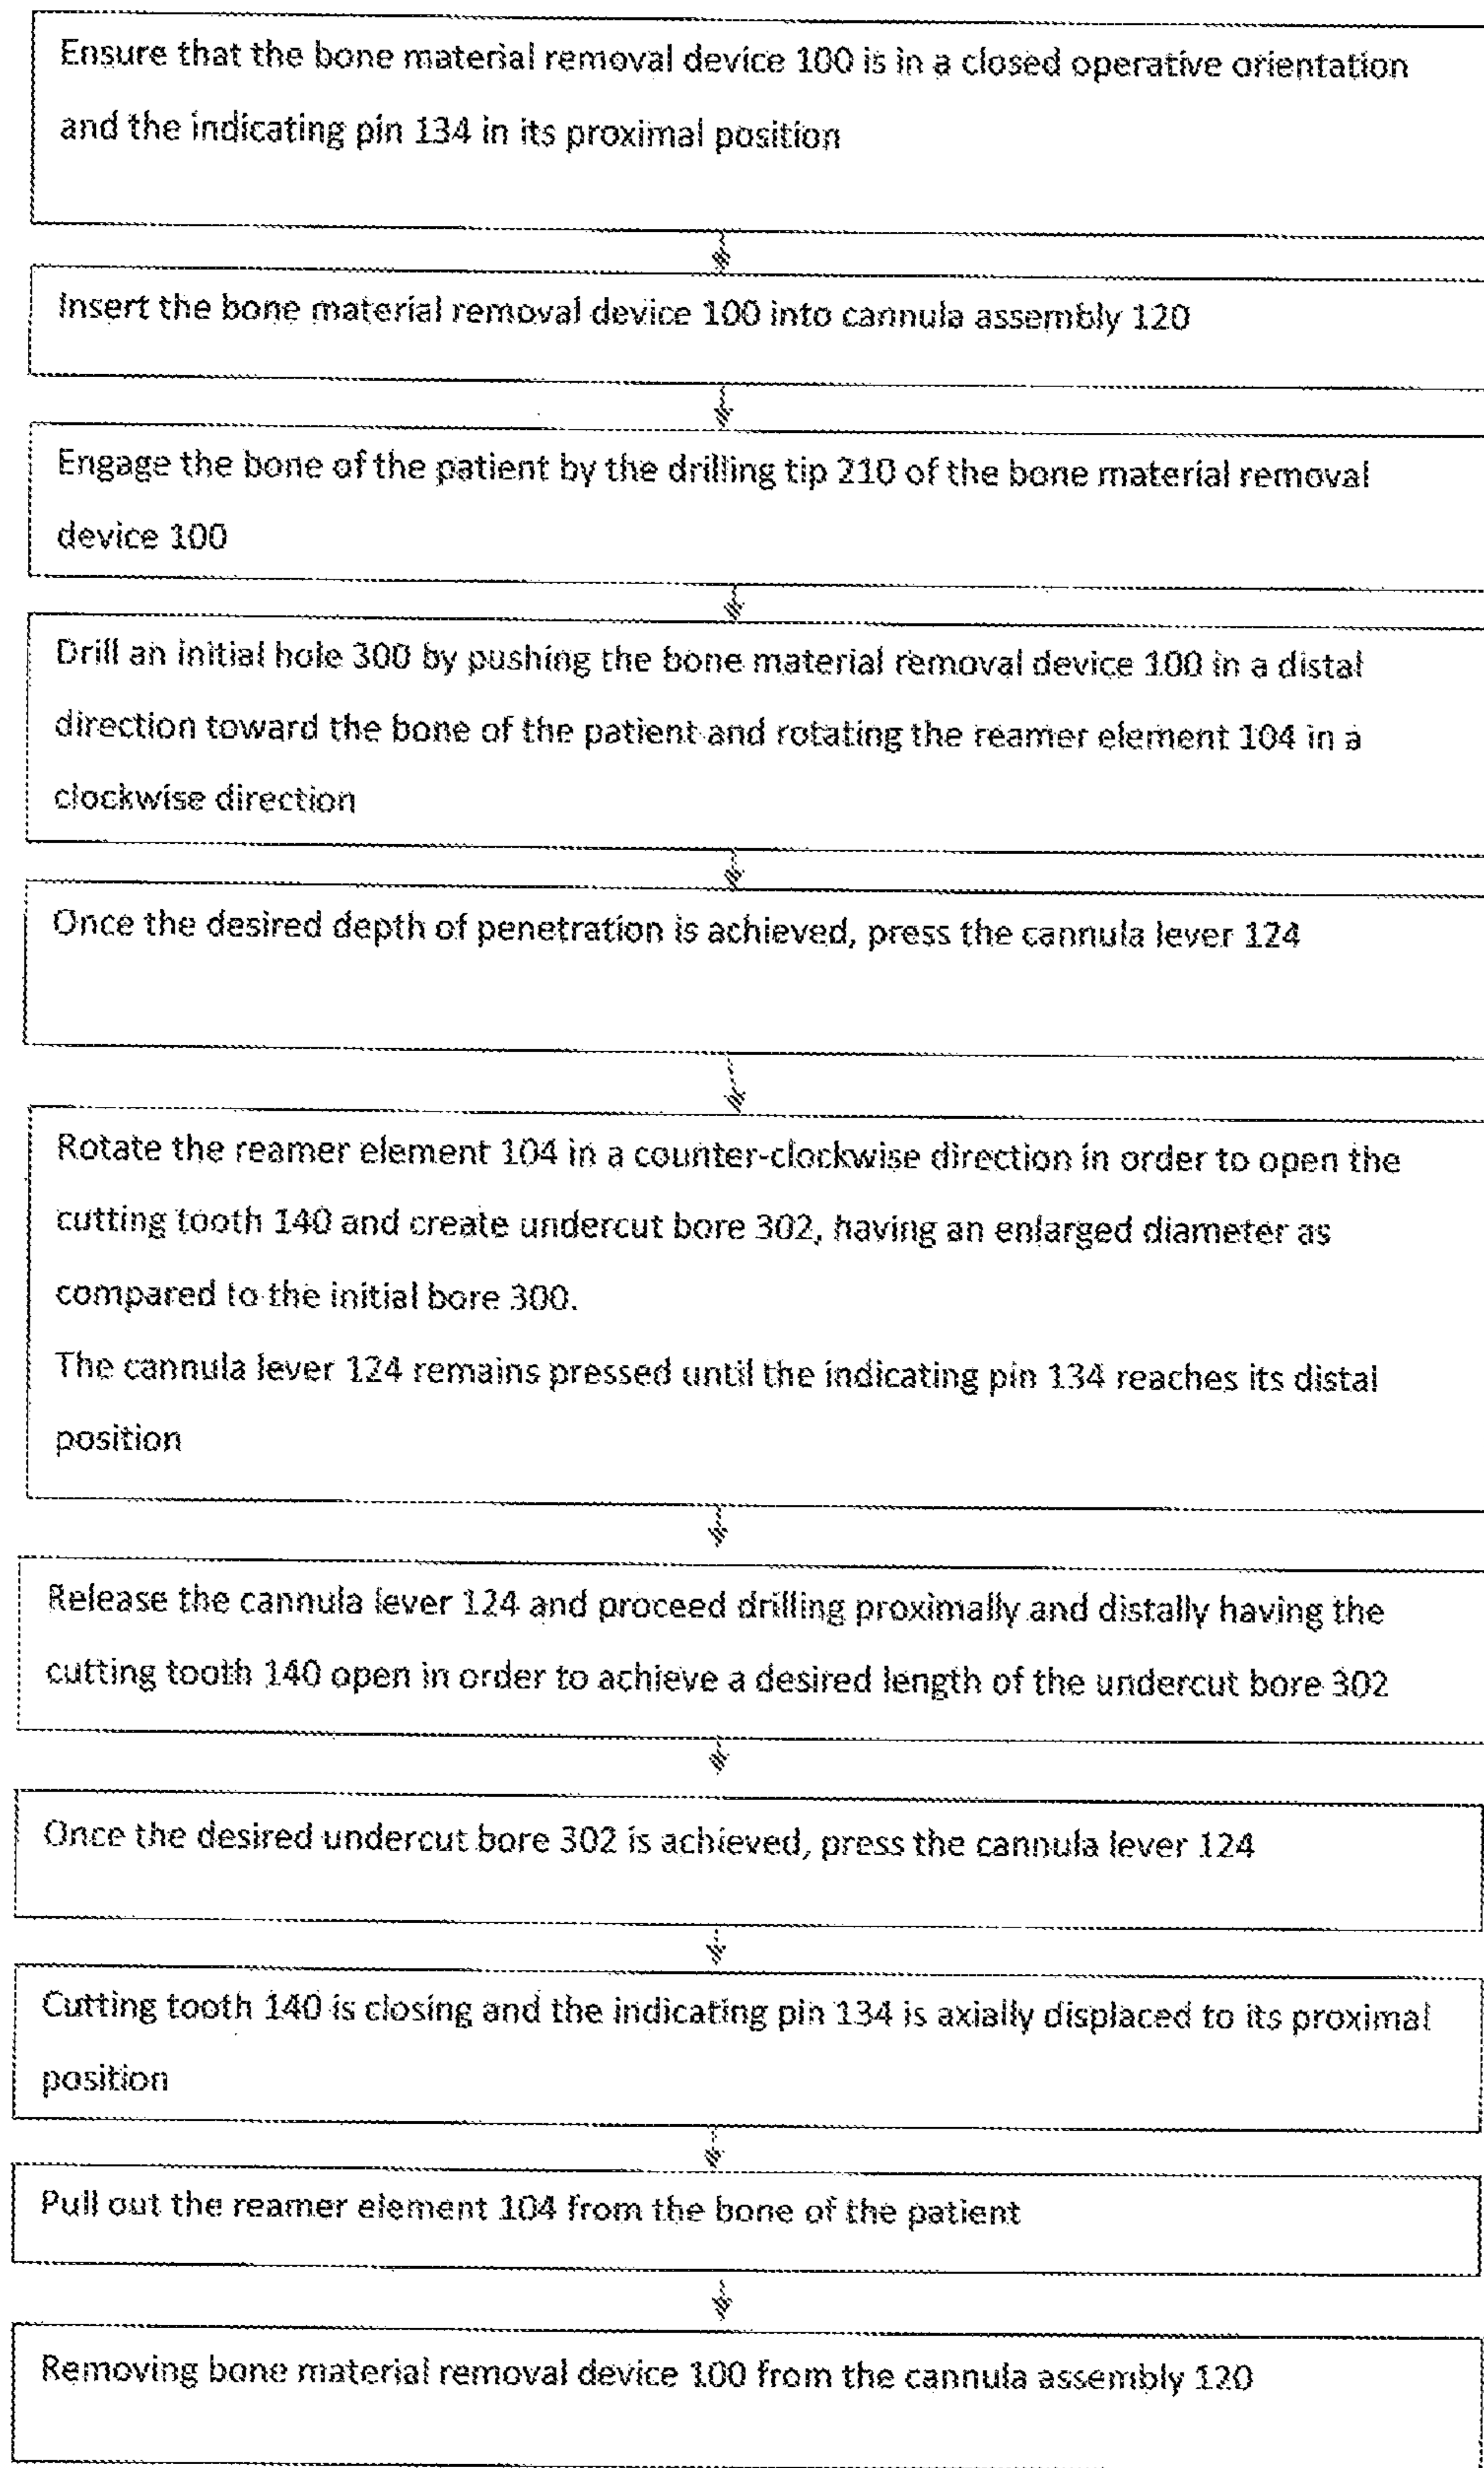 Ensure that the bone material removal device 100 is in a closed operative orientation
and the indicating pin 134 in its proximal position
Insert the bone material removal device 100 into cannula assembly 120
Engage the bone of the patient by the drilling tip 210 of the bone material removal
device 100
Drill an initial hole 300 by pushing the bone material removal device 100 in a distal
direction toward the bone of the patient and rotating the reamer element 104 in a
clockwise direction
Once the desired depth of penetration is achieved, press the cannula lever 124
Rotate the reamer element 104 in a counter-clockwise direction in order to open the
cutting tooth 140 and create undercut bore 302, having an enlarged diameter as
compared to the initial bore 300.
The cannula lever 124 remains pressed until the indicating pin 134 reaches its distal
position
Release the cannula lever 124 and proceed drilling proximally and distally having the
cutting tooth 140 open in order to achieve a desired length of the undercut bore 302
Once the desired undercut bore 302 is achieved, press the cannula lever 124
Cutting tooth 140 is closing and the indicating pin 134 is axially displaced to its proximal
position
Pull out the reamer element 104 from the bone of the patient
Removing bone material removal device 100 from the cannula assembly 120